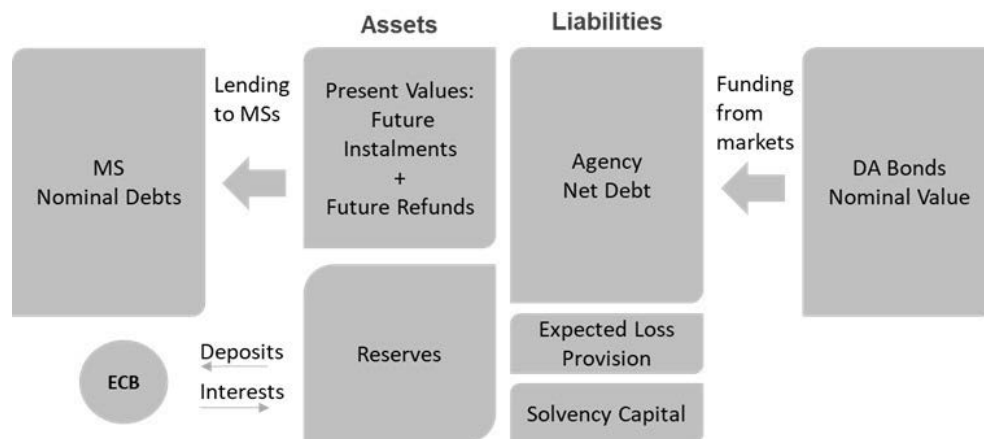 Assets
Liabilities
MS
Nominal Debts
Lending
to MSs
Present Values:
Future
Instalments
+
Future Refunds
Agency
Net Debt
Funding
from
markets
DA Bonds
Nominal Value
ECB
Deposits
Interests
Reserves
Expected Loss
Provision
Solvency Capital